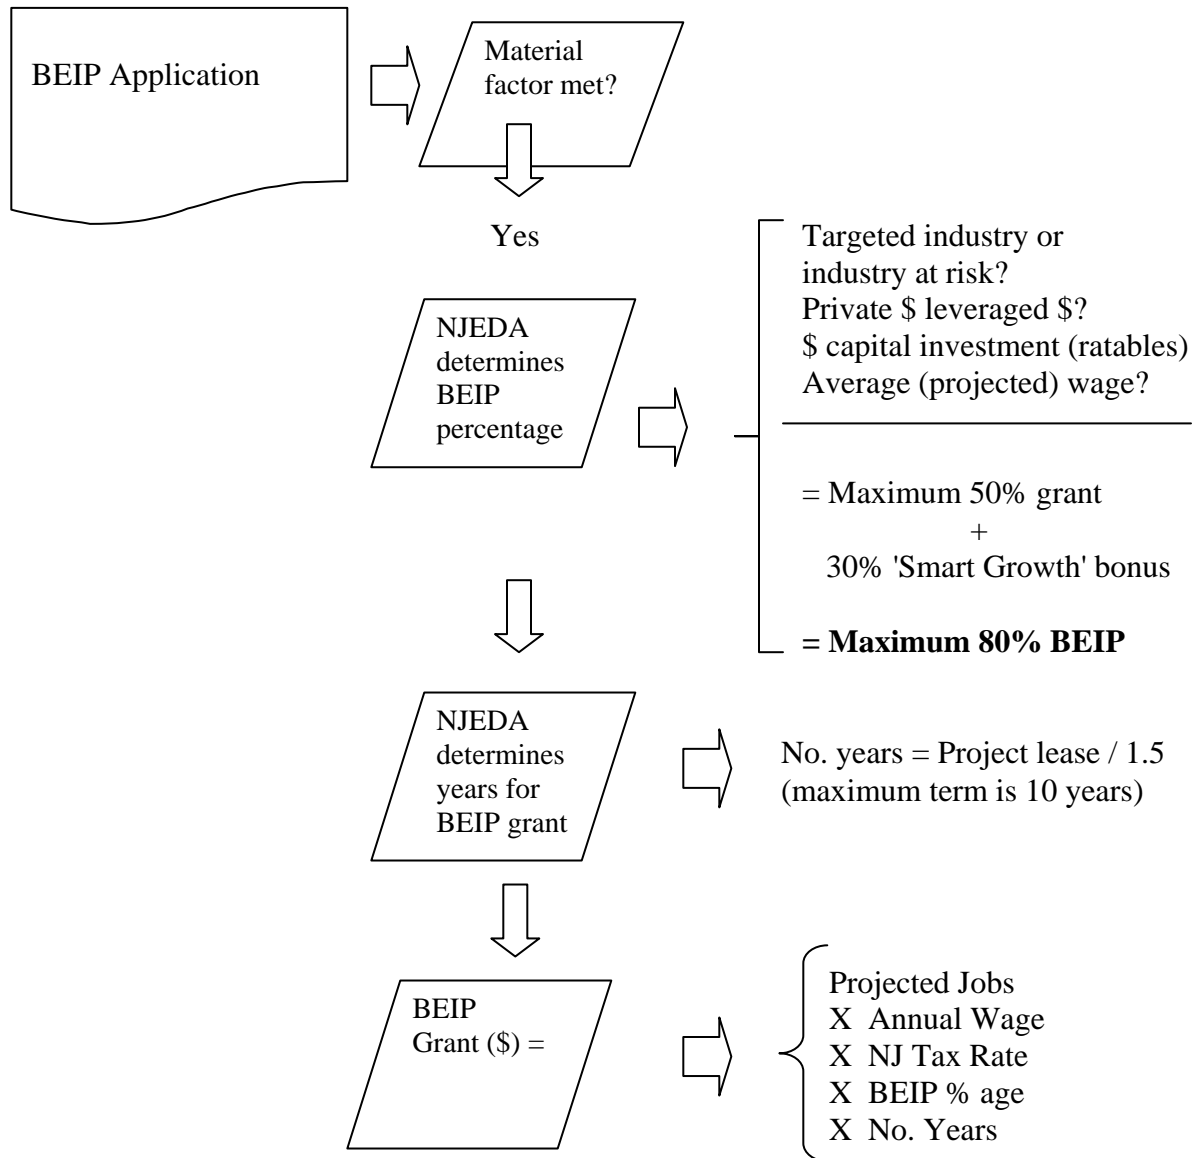 BEIP Application
Material
factor met?
Yes
NJEDA
determines
BEIP
percentage
Targeted industry or
industry at risk?
Private $ leveraged $?
$ capital investment (ratables)
Average (projected) wage?
= Maximum 50% grant
+
30% 'Smart Growth' bonus
= Maximum 80% BEIP
NJEDA
determines
years for
BEIP grant
No. years = Project lease / 1.5
(maximum term is 10 years)
BEIP
Grant ($) =
Projected Jobs
X Annual Wage
X NJ Tax Rate
X BEIP % age
X No. Years